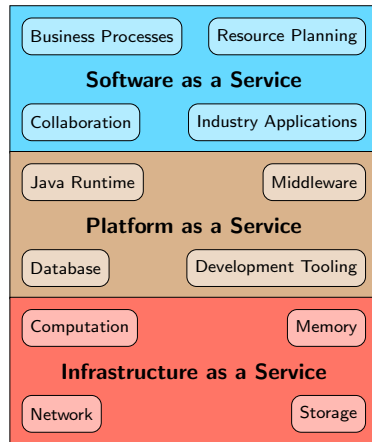 Business Processes
Resource Planning
Software as a Service
Collaboration
Industry Applications
Java Runtime
Middleware
Platform as a Service
Database
Development Tooling
Computation
Memory
Infrastructure as a Service
Network
Storage